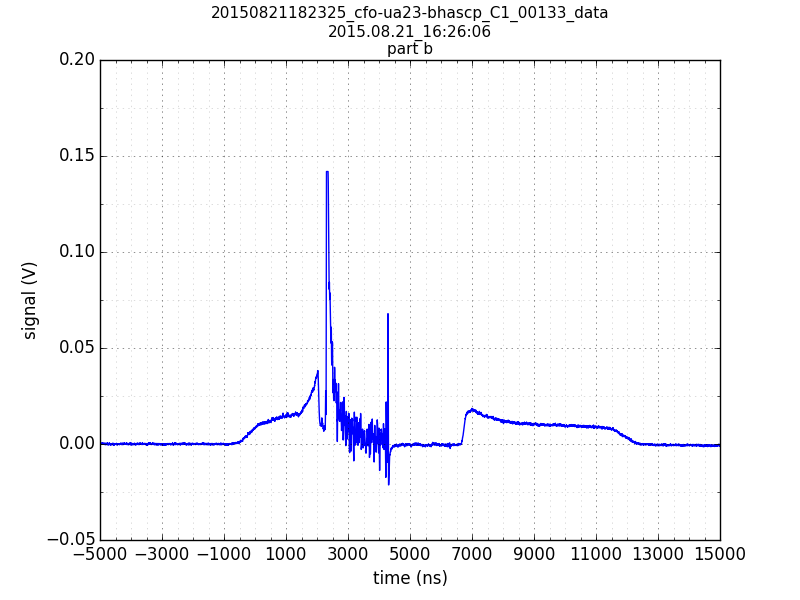 20150821182325_cfo-ua23-bhascp_C1_00133_data
2015.08.21_16:26:06
part b
0.20
0.15
0.10
0.05
0.00
−0.05
signal (V)
−5000 −3000 −1000 1000 3000 5000 7000 9000 11000 13000 15000
time (ns)